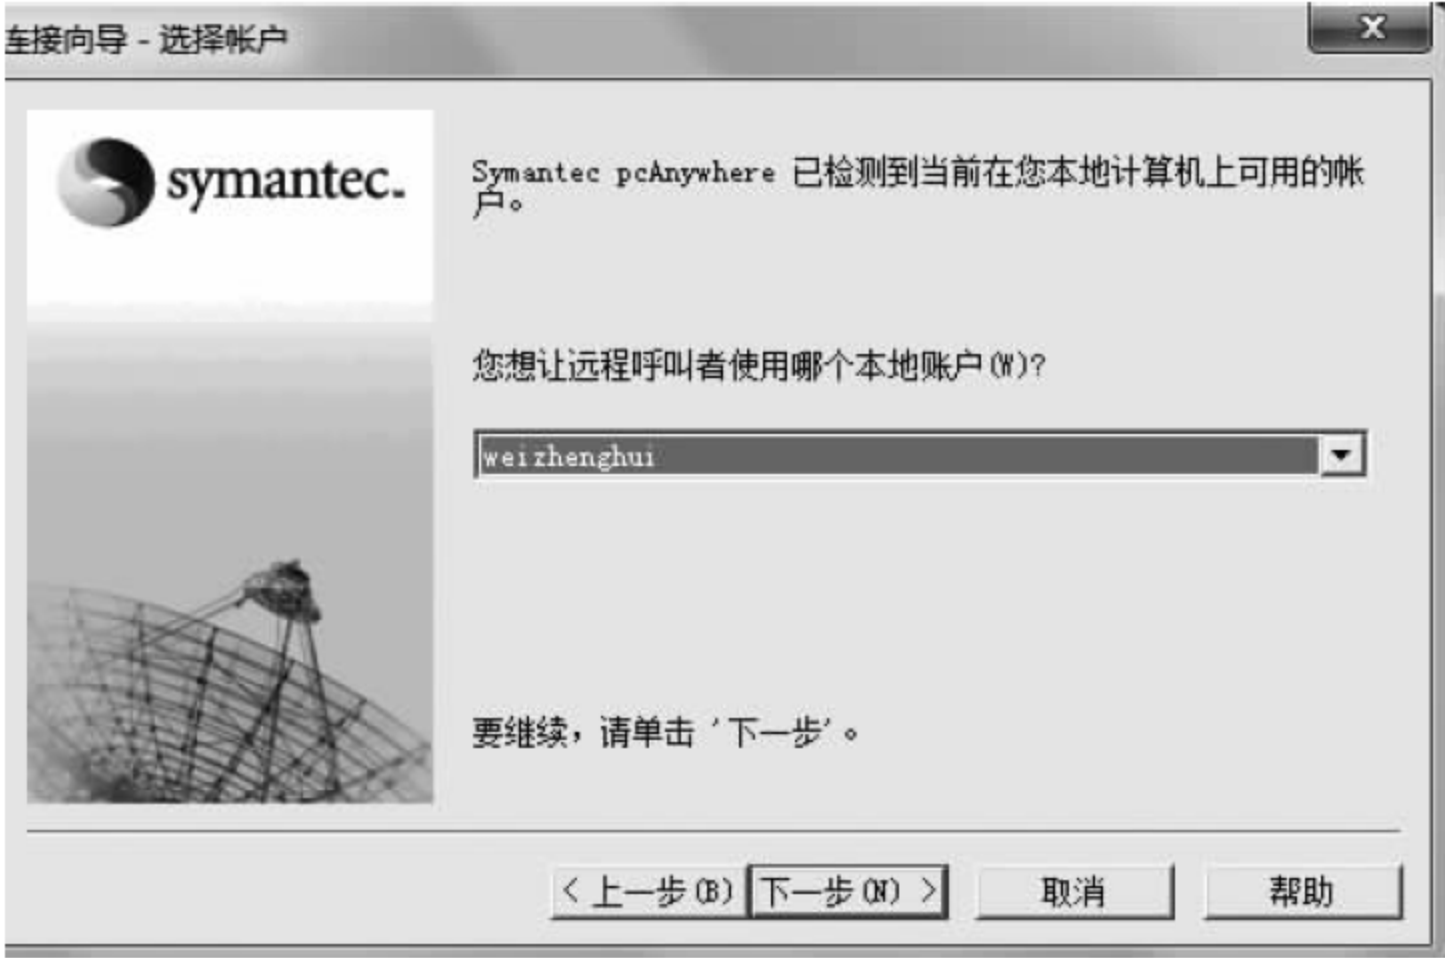 连接向导 - 选择帐户
symantec.
Symantec pcAnywhere 已检测到当前在您本地计算机上可用的帐
户。
您想让远程呼叫者使用哪个本地账户(W)?
weizhenghui
要继续，请单击 '下一步'。
< 上一步(B) 下一步(N) > 取消 帮助